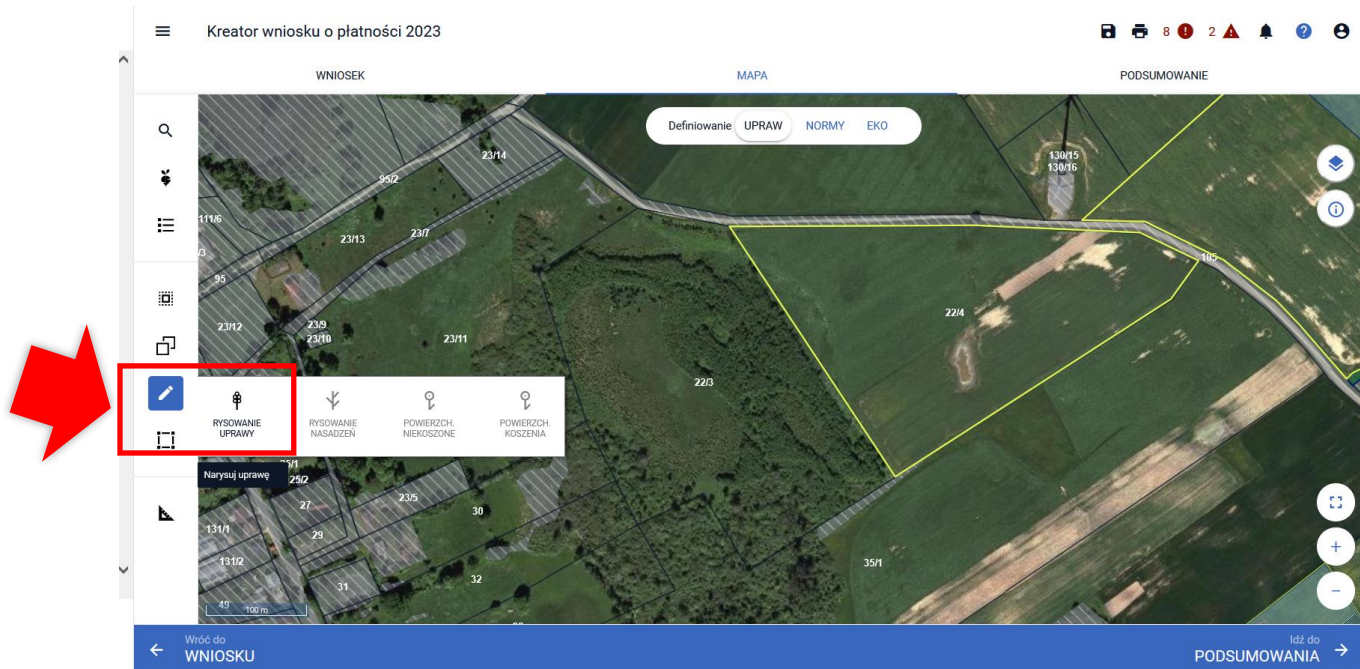 Kreator wniosku o płatności 2023
8
2
WNIOSEK
MAPA
PODSUMOWANIE
Definiowanie UPRAW NORMY EKO
23/14
130/15
130/16
95/2
111/6
23/13
23/7
/3
95
105
23/12
23/9
23/10
23/11
22/4
22/3
RYSOWANIE
UPRAWY
RYSOWANIE
NASADZEŃ
POWIERZCH.
NIEKOSZONE
POWIERZCH.
KOSZENIA
Narysuj uprawę
25/2
27
23/5
30
131/1
29
131/2
31
32
35/1
49
100 m
Wróć do
WNIOSKU
Idź do
PODSUMOWANIA